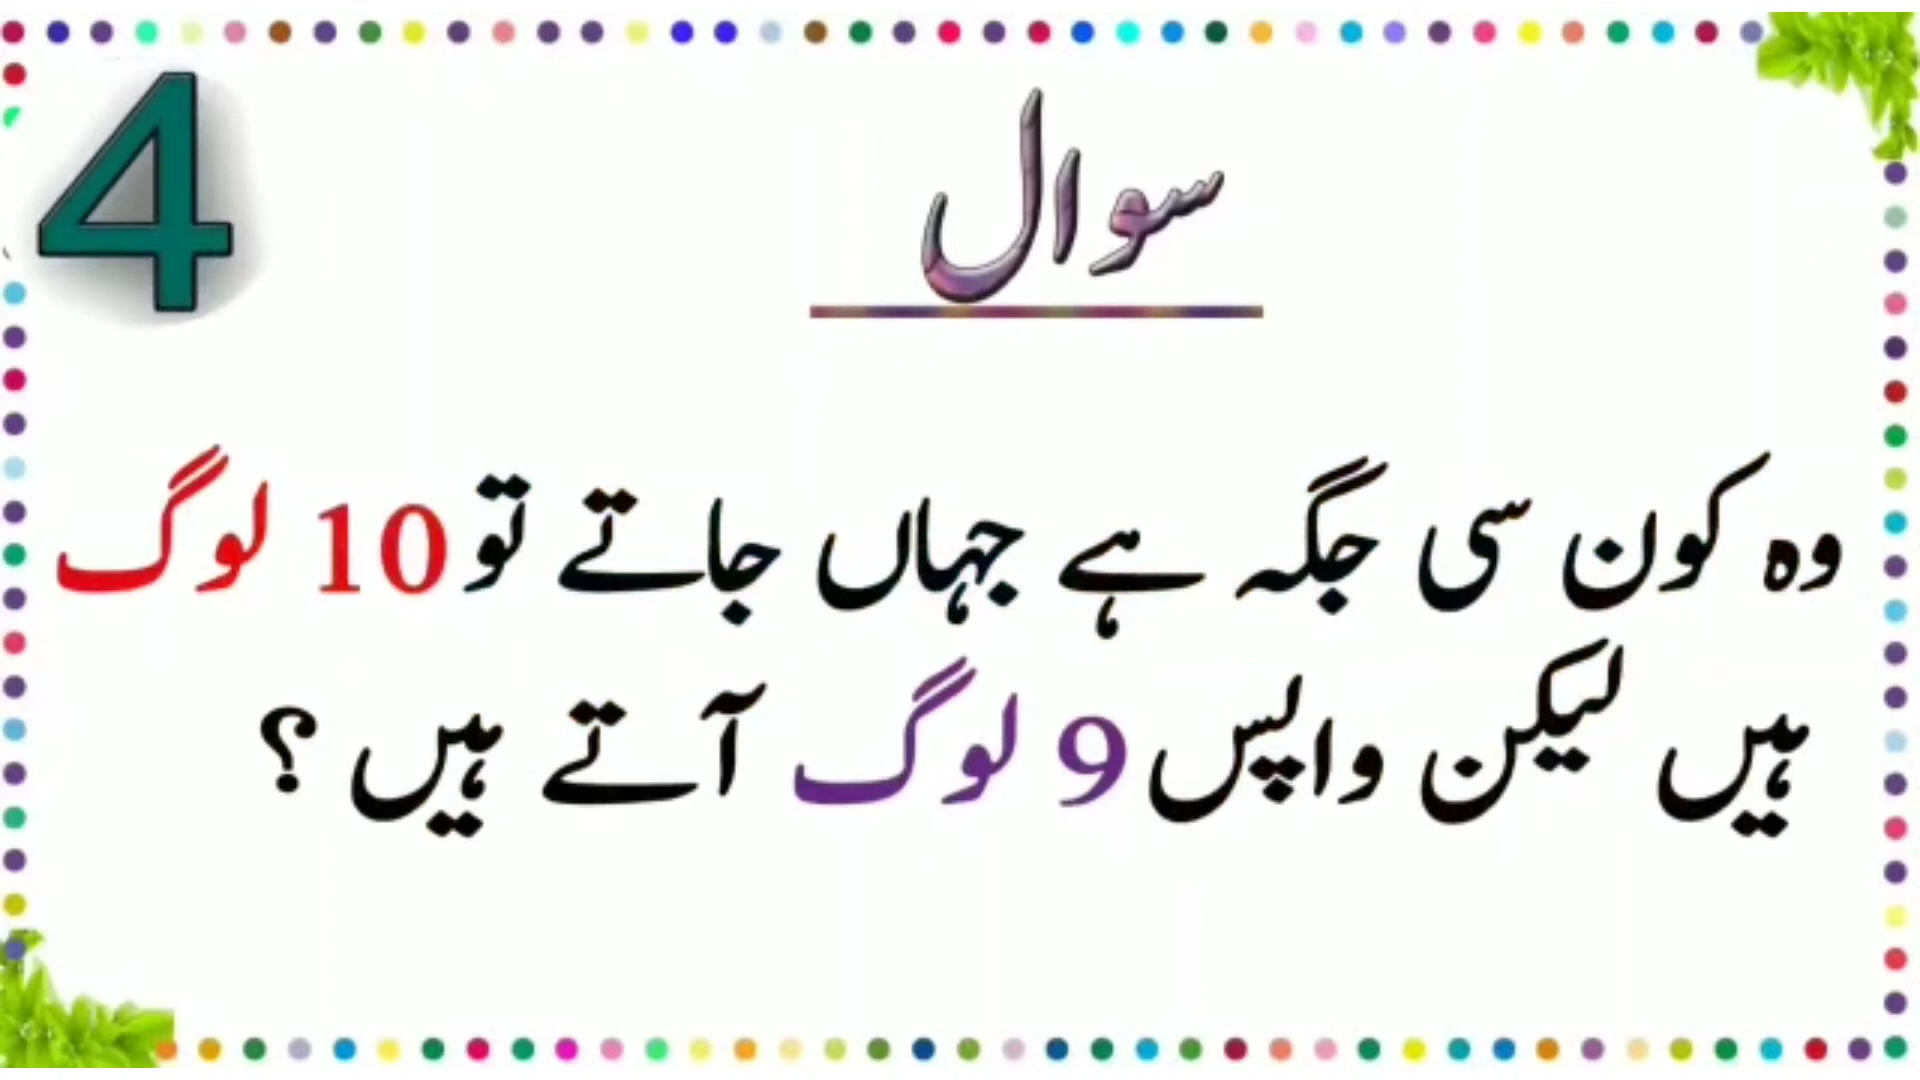 4
سوال
وہ کون سی جگہ ہے جہاں جاتے تو 10 لوگ
ہیں لیکن واپس 9 لوگ آتے ہیں ؟